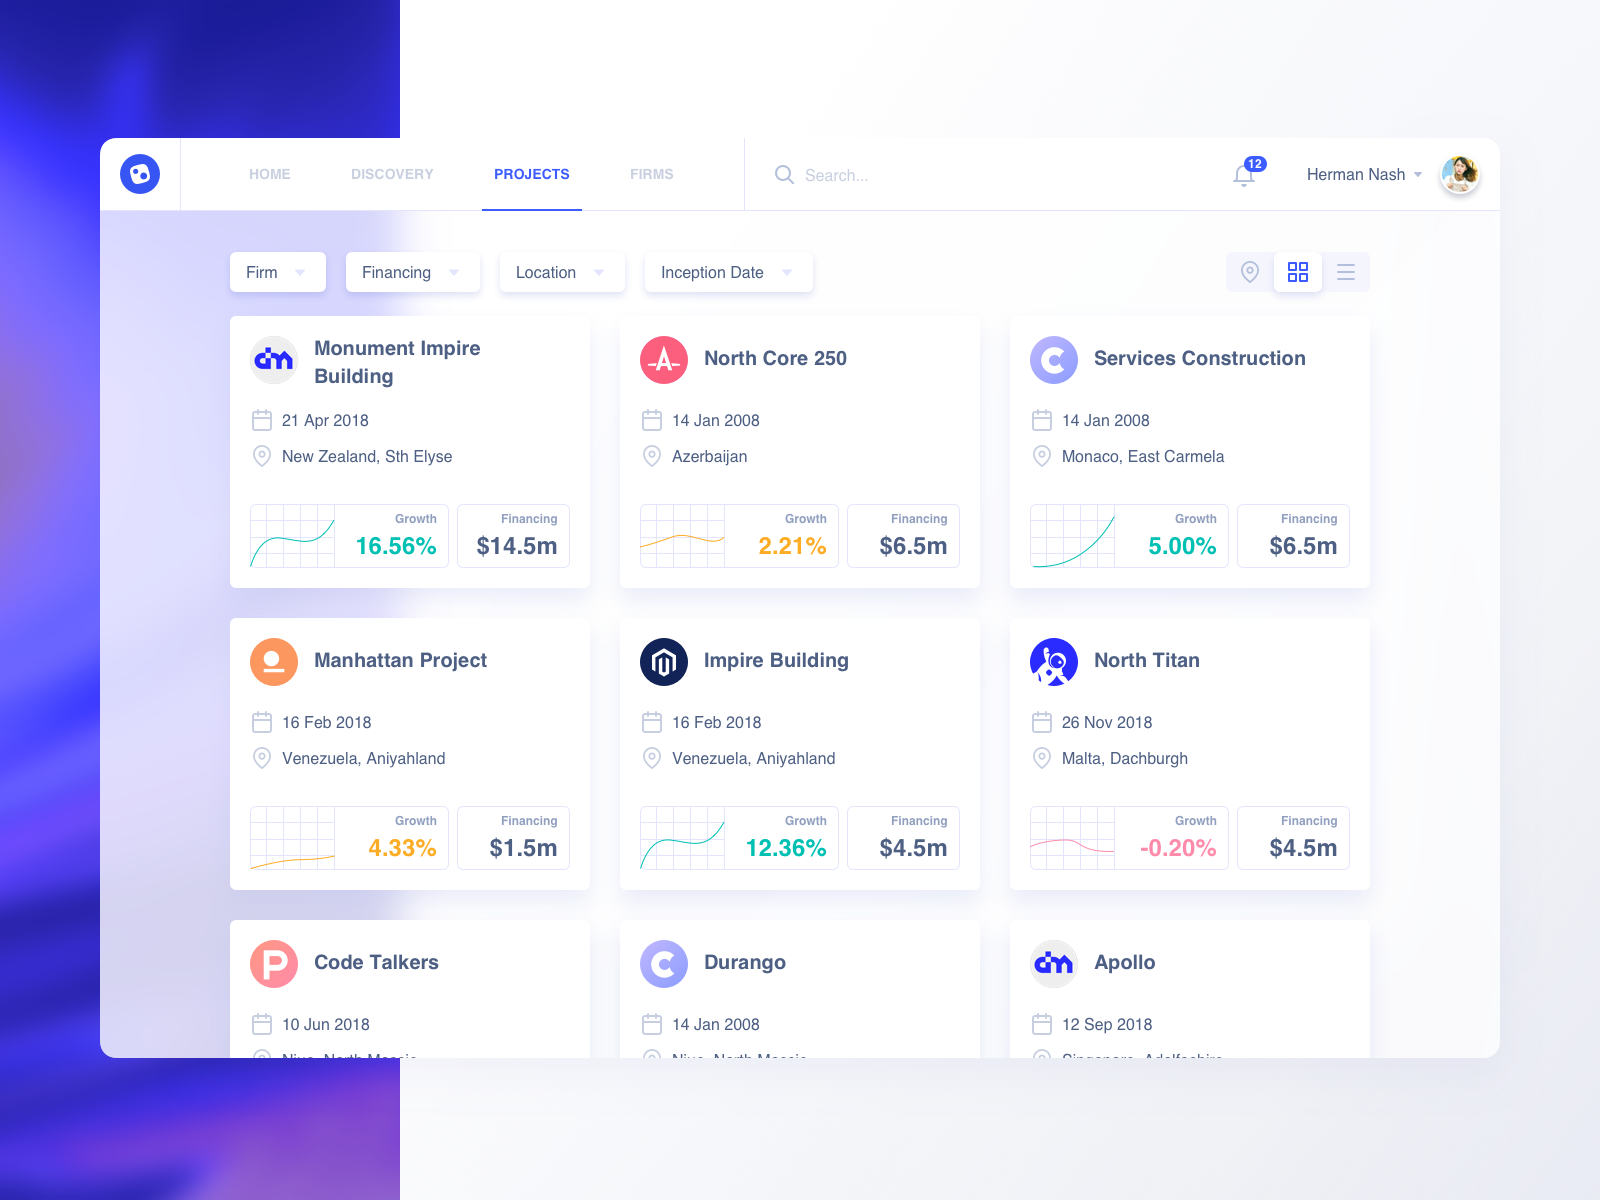 HOME DISCOVERY PROJECTS FIRMS Search... 12 Herman Nash
Firm Financing Location Inception Date
Monument Impire
Building
21 Apr 2018
New Zealand, Sth Elyse
Growth
16.56%
Financing
$14.5m
North Core 250
14 Jan 2008
Azerbaijan
Growth
2.21%
Financing
$6.5m
Services Construction
14 Jan 2008
Monaco, East Carmela
Growth
5.00%
Financing
$6.5m
Manhattan Project
16 Feb 2018
Venezuela, Aniyahland
Growth
4.33%
Financing
$1.5m
Impire Building
16 Feb 2018
Venezuela, Aniyahland
Growth
12.36%
Financing
$4.5m
North Titan
26 Nov 2018
Malta, Dachburgh
Growth
-0.20%
Financing
$4.5m
Code Talkers
10 Jun 2018
Durango
14 Jan 2008
Apollo
12 Sep 2018